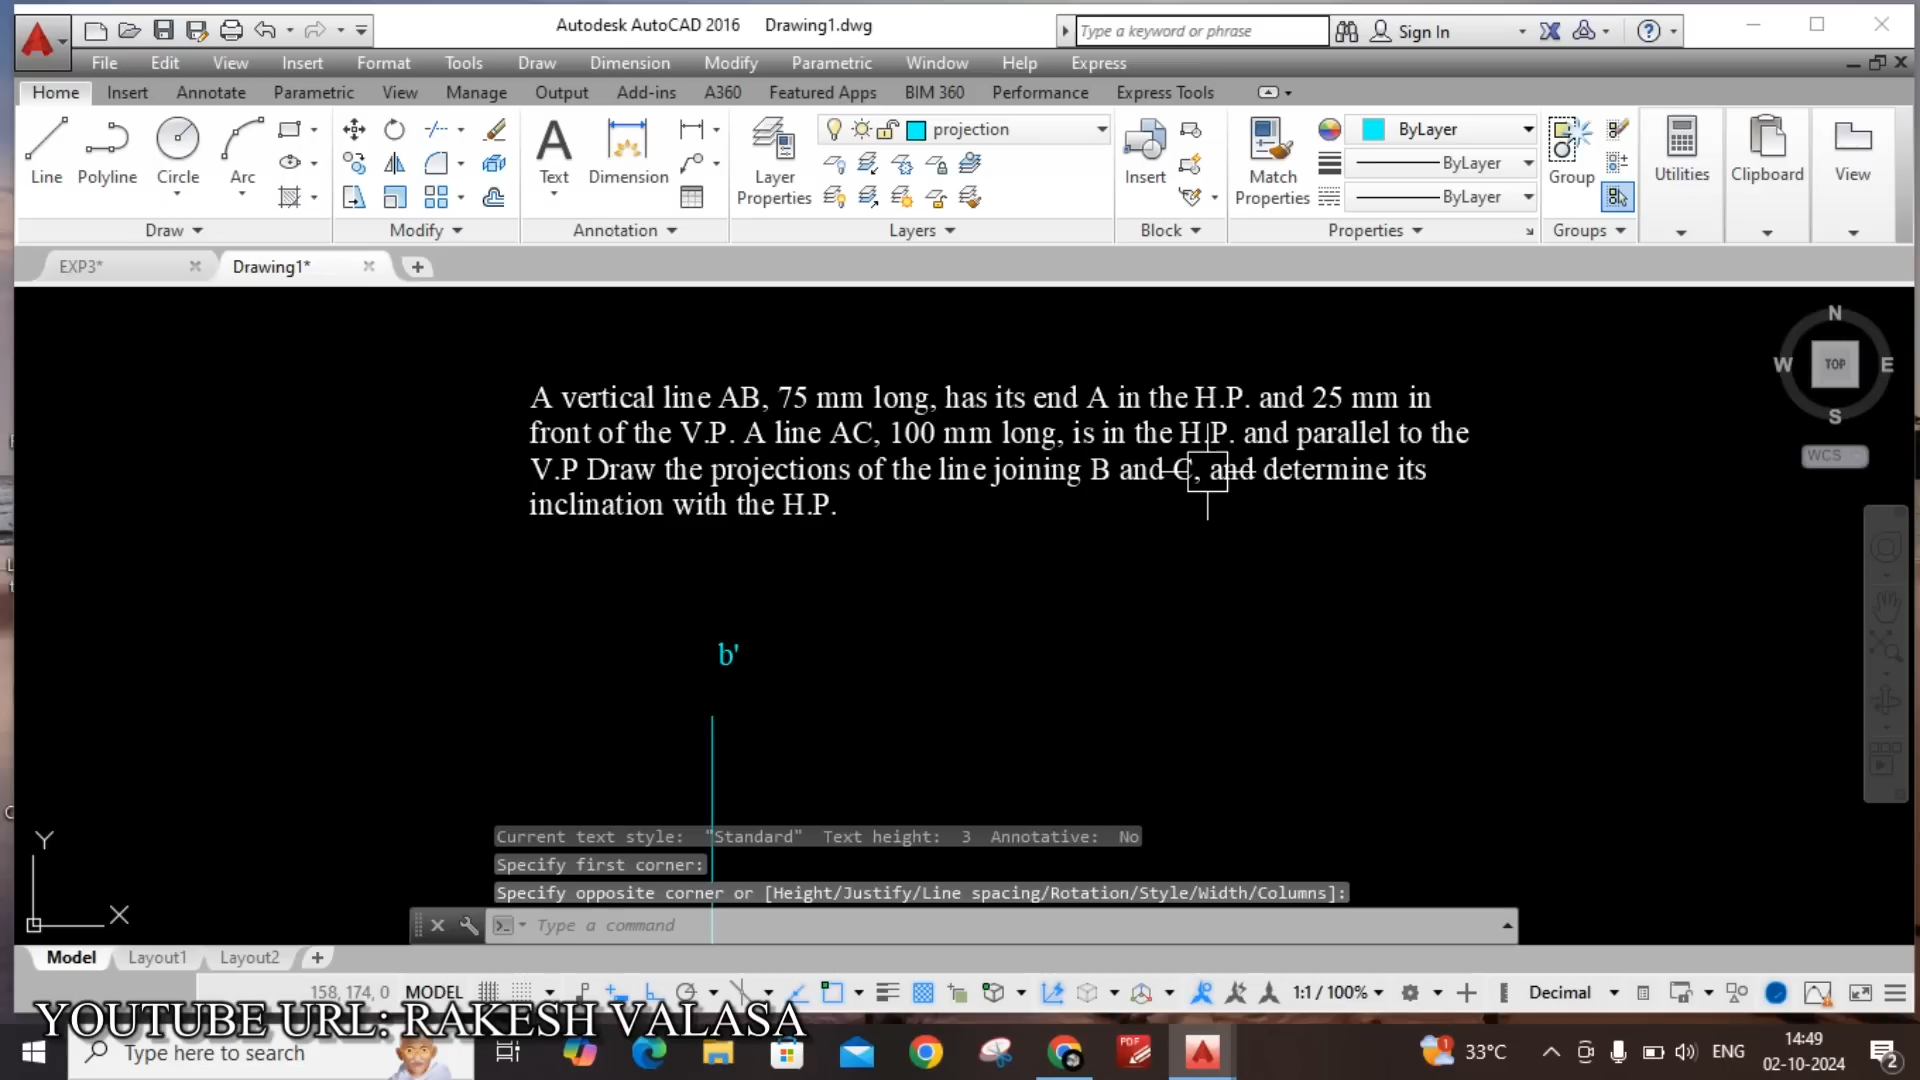 Autodesk AutoCAD 2016 Drawing1.dwg
Type a keyword or phrase
Sign In
File Edit View Insert Format Tools Draw Dimension Modify Parametric Window Help Express
Home Insert Annotate Parametric View Manage Output Add-ins A360 Featured Apps BIM 360 Performance Express Tools
projection
ByLayer
ByLayer
ByLayer
Line Polyline Circle Arc Text Dimension Layer Properties Insert Match Properties Group Utilities Clipboard View
Draw Modify Annotation Layers Block Properties Groups
EXP3* Drawing1*
N
W TOP E
S
WCS
A vertical line AB, 75 mm long, has its end A in the H.P. and 25 mm in
front of the V.P. A line AC, 100 mm long, is in the H.P. and parallel to the
V.P Draw the projections of the line joining B and C, and determine its
inclination with the H.P.
b'
Y
X
Current text style: "Standard" Text height: 3 Annotative: No
Specify first corner:
Specify opposite corner or [Height/Justify/Line spacing/Rotation/Style/Width/Columns]:
Type a command
Model Layout1 Layout2
158, 174, 0 MODEL 1:1 / 100% Decimal
YOUTUBE URL: RAKESH VALASA
Type here to search
PDF
33°C
ENG
14:49
02-10-2024
2